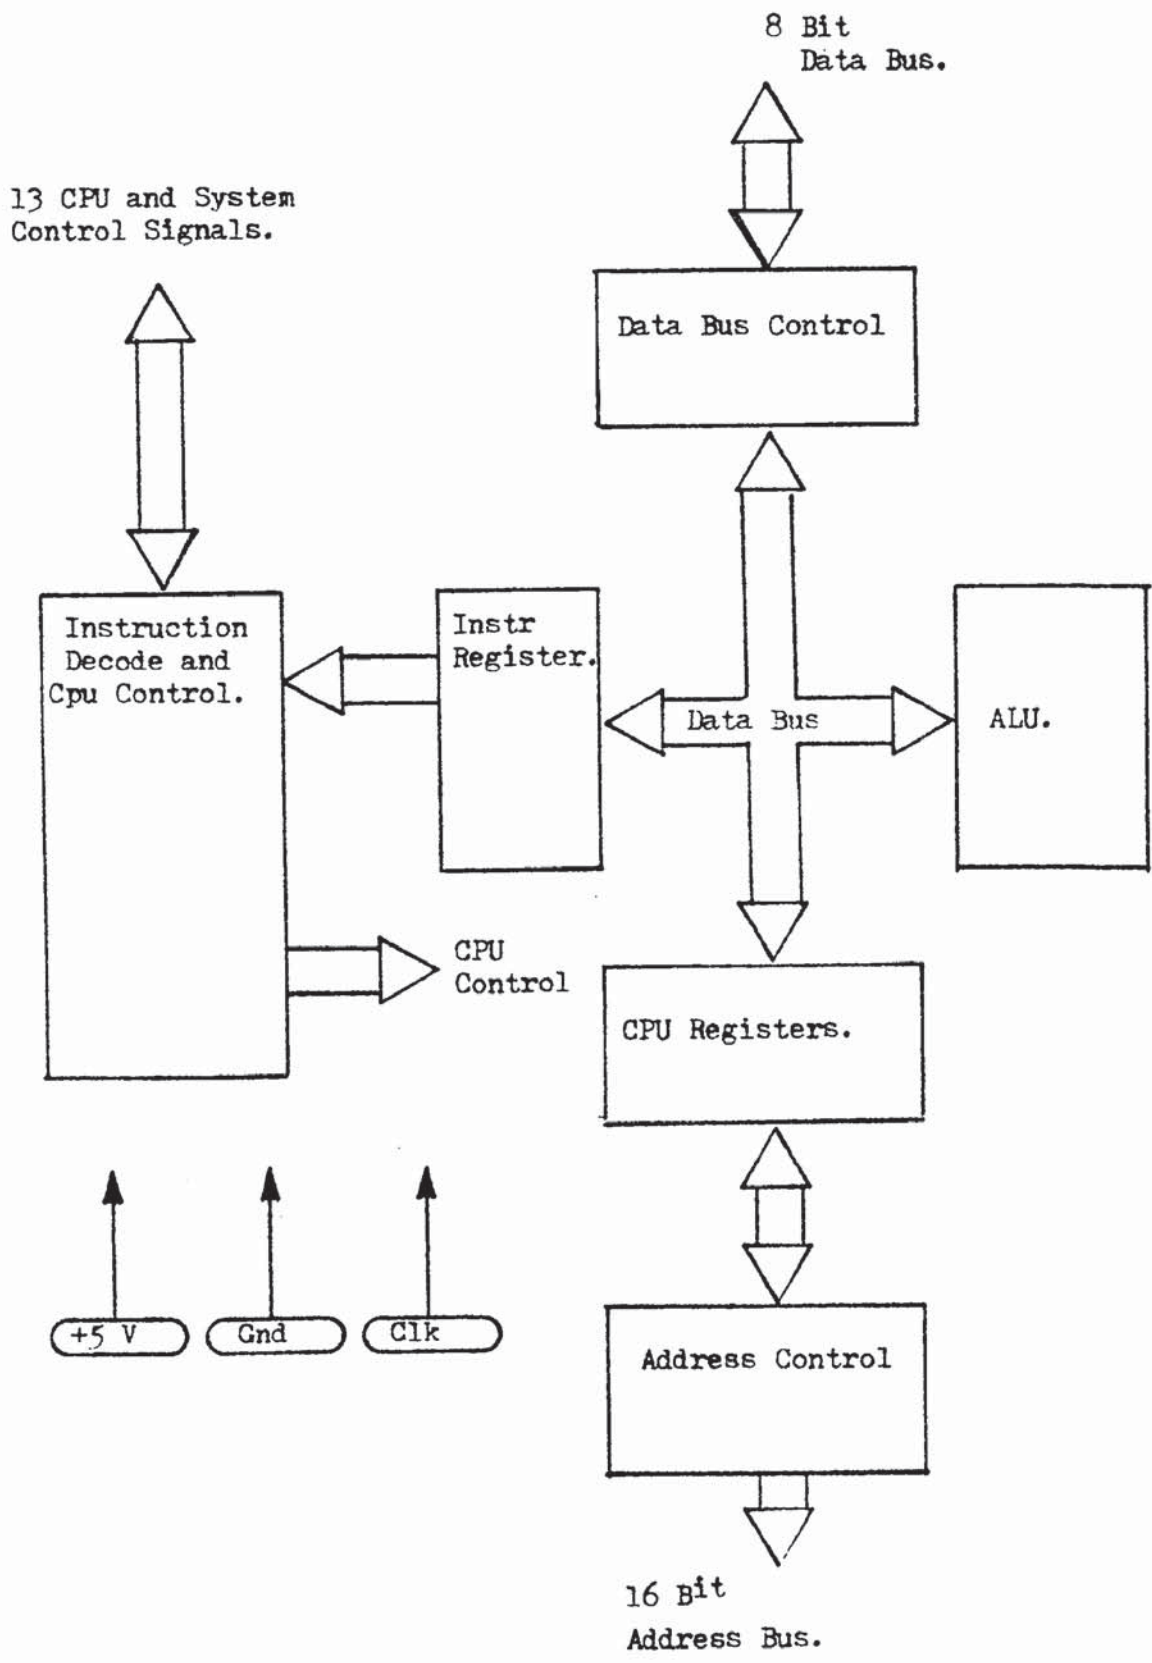 8 Bit
Data Bus.
13 CPU and System
Control Signals.
Data Bus Control
Instruction
Decode and
Cpu Control.
Instr
Register.
Data Bus
ALU.
CPU
Control
CPU Registers.
+5 V
Gnd
Clk
Address Control
16 Bit
Address Bus.